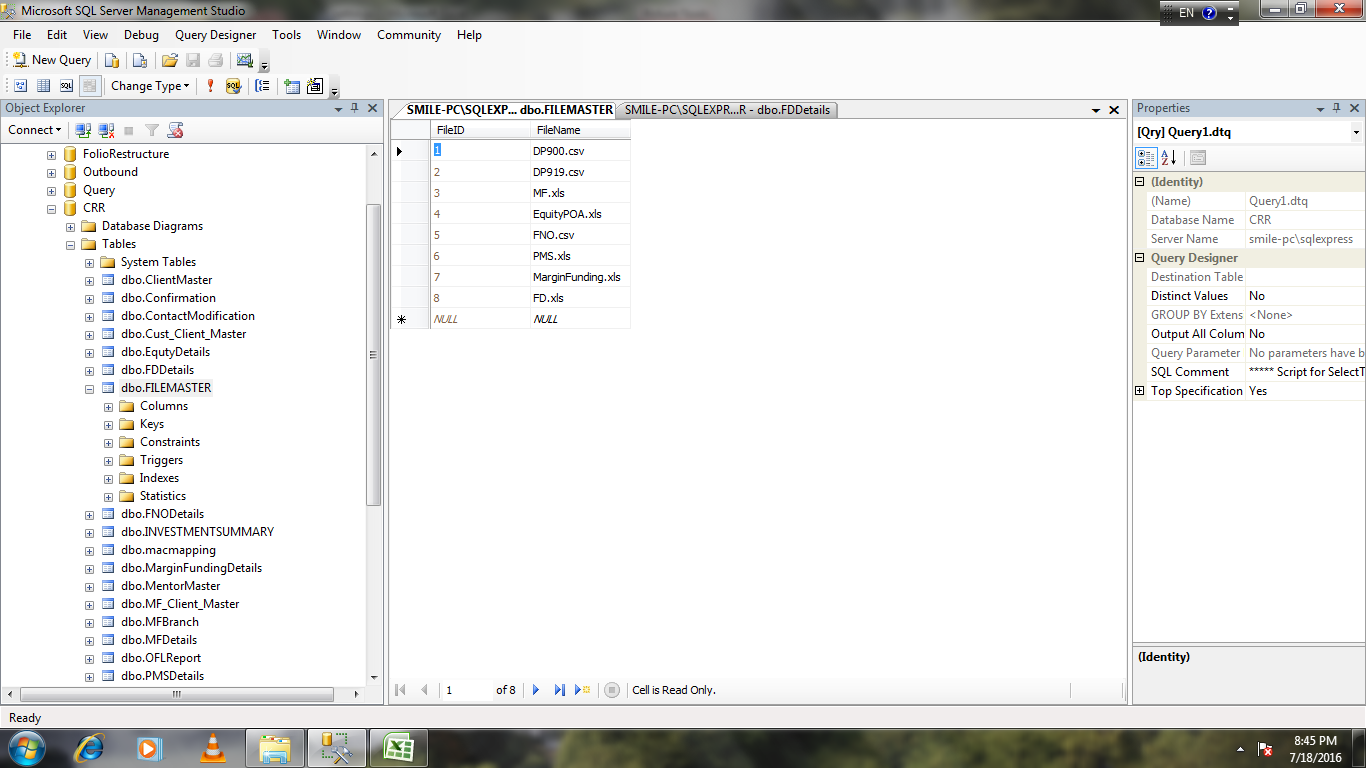 Microsoft SQL Server Management Studio
EN
File Edit View Debug Query Designer Tools Window Community Help
New Query
Change Type
Object Explorer
Connect
FolioRestructure
Outbound
Query
CRR
Database Diagrams
Tables
System Tables
dbo.ClientMaster
dbo.Confirmation
dbo.ContactModification
dbo.Cust_Client_Master
dbo.EqutyDetails
dbo.FDDetails
dbo.FILEMASTER
Columns
Keys
Constraints
Triggers
Indexes
Statistics
dbo.FNODetails
dbo.INVESTMENTSUMMARY
dbo.macmapping
dbo.MarginFundingDetails
dbo.MentorMaster
dbo.MF_Client_Master
dbo.MFBranch
dbo.MFDetails
dbo.OFLReport
dbo.PMSDetails
SMILE-PC\SQLEXP... dbo.FILEMASTER SMILE-PC\SQLEXPR...R - dbo.FDDetails
FileID FileName
1 DP900.csv
2 DP919.csv
3 MF.xls
4 EquityPOA.xls
5 FNO.csv
6 PMS.xls
7 MarginFunding.xls
8 FD.xls
NULL NULL
1 of 8 Cell is Read Only.
Properties
[Qry] Query1.dtq
(Identity)
(Name) Query1.dtq
Database Name CRR
Server Name smile-pc\sqlexpress
Query Designer
Destination Table
Distinct Values No
GROUP BY Extens <None>
Output All Colum No
Query Parameter No parameters have b
SQL Comment ***** Script for SelectT
Top Specification Yes
(Identity)
Ready
8:45 PM
7/18/2016